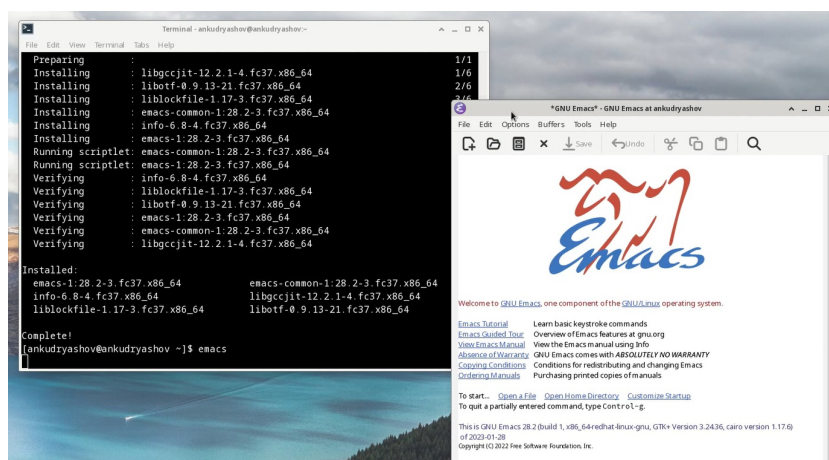 Terminal - ankudryashov@ankudryashov:~
File Edit View Terminal Tabs Help
Preparing : 1/1
Installing : libgccjit-12.2.1-4.fc37.x86_64 1/6
Installing : libotf-0.9.13-21.fc37.x86_64 2/6
Installing : liblockfile-1.17-3.fc37.x86_64 3/6
Installing : emacs-common-1:28.2-3.fc37.x86_64
Installing : info-6.8-4.fc37.x86_64
Installing : emacs-1:28.2-3.fc37.x86_64
Running scriptlet: emacs-common-1:28.2-3.fc37.x86_64
Running scriptlet: emacs-1:28.2-3.fc37.x86_64
Verifying : info-6.8-4.fc37.x86_64
Verifying : liblockfile-1.17-3.fc37.x86_64
Verifying : libotf-0.9.13-21.fc37.x86_64
Verifying : emacs-1:28.2-3.fc37.x86_64
Verifying : emacs-common-1:28.2-3.fc37.x86_64
Verifying : libgccjit-12.2.1-4.fc37.x86_64
Installed:
emacs-1:28.2-3.fc37.x86_64 emacs-common-1:28.2-3.fc37.x86_64
info-6.8-4.fc37.x86_64 libgccjit-12.2.1-4.fc37.x86_64
liblockfile-1.17-3.fc37.x86_64 libotf-0.9.13-21.fc37.x86_64
Complete!
[ankudryashov@ankudryashov ~]$ emacs
*GNU Emacs* - GNU Emacs at ankudryashov
File Edit Options Buffers Tools Help
Save Undo
Emacs
Welcome to GNU Emacs, one component of the GNU/Linux operating system.
Emacs Tutorial Learn basic keystroke commands
Emacs Guided Tour Overview of Emacs features at gnu.org
View Emacs Manual View the Emacs manual using Info
Absence of Warranty GNU Emacs comes with ABSOLUTELY NO WARRANTY
Copying Conditions Conditions for redistributing and changing Emacs
Ordering Manuals Purchasing printed copies of manuals
To start... Open a File Open Home Directory Customize Startup
To quit a partially entered command, type Control-g.
This is GNU Emacs 28.2 (build 1, x86_64-redhat-linux-gnu, GTK+ Version 3.24.36, cairo version 1.17.6)
of 2023-01-28
Copyright (C) 2022 Free Software Foundation, Inc.